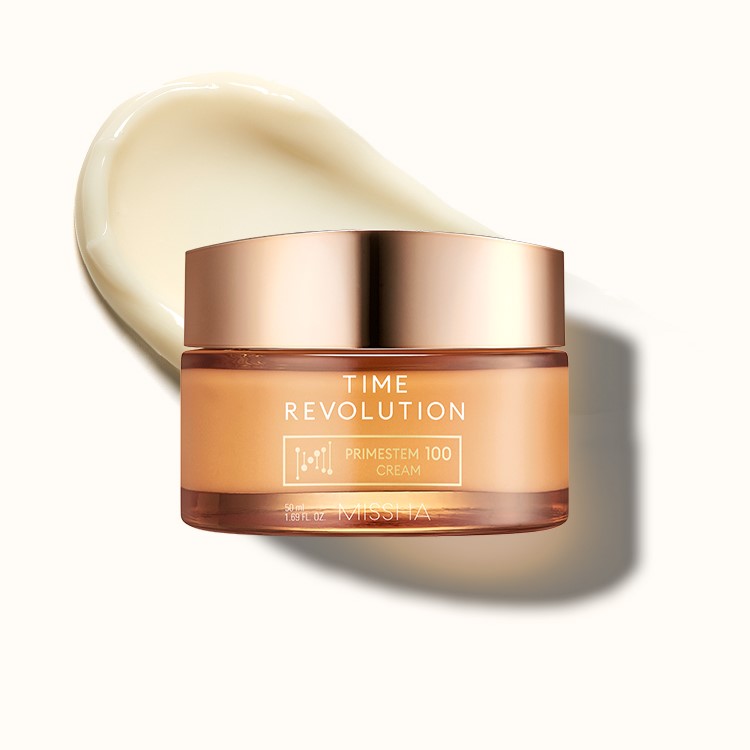 TIME
REVOLUTION
PRIMESTEM 100
CREAM
50 ml
1.69 FL. OZ.
MISSHA